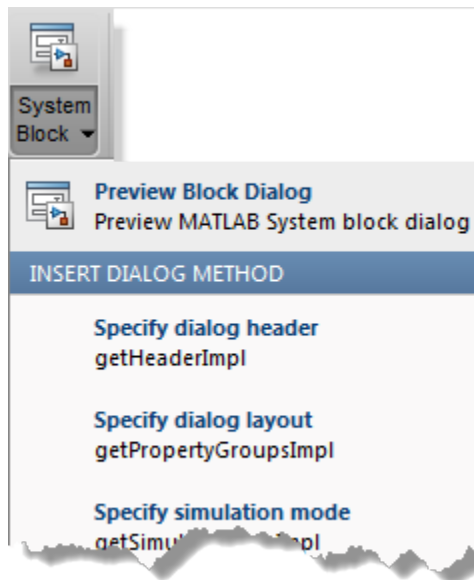 System
Block
Preview Block Dialog
Preview MATLAB System block dialog
INSERT DIALOG METHOD
Specify dialog header
getHeaderImpl
Specify dialog layout
getPropertyGroupsImpl
Specify simulation mode